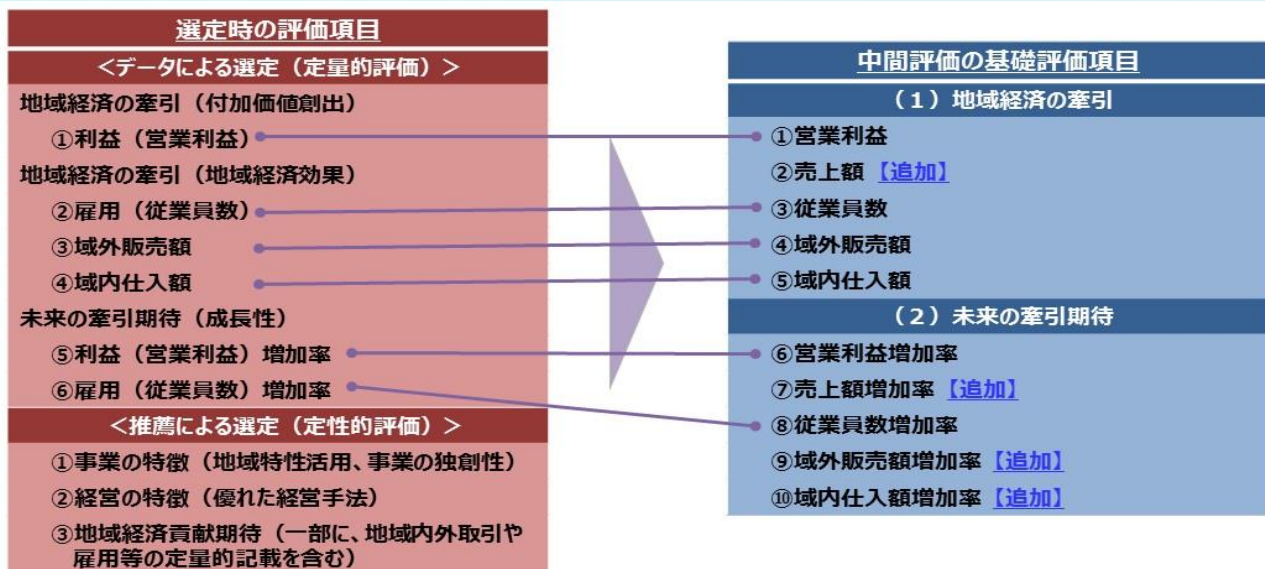 選定時の評価項目
<データによる選定（定量的評価）>
地域経済の牽引（付加価値創出）
①利益（営業利益）
地域経済の牽引（地域経済効果）
②雇用（従業員数）
③域外販売額
④域内仕入額
未来の牽引期待（成長性）
⑤利益（営業利益）増加率
⑥雇用（従業員数）増加率
<推薦による選定（定性的評価）>
①事業の特徴（地域特性活用、事業の独創性）
②経営の特徴（優れた経営手法）
③地域経済貢献期待（一部に、地域内外取引や
雇用等の定量的記載を含む）
中間評価の基礎評価項目
（１）地域経済の牽引
①営業利益
②売上額【追加】
③従業員数
④域外販売額
⑤域内仕入額
（２）未来の牽引期待
⑥営業利益増加率
⑦売上額増加率【追加】
⑧従業員数増加率
⑨域外販売額増加率【追加】
⑩域内仕入額増加率【追加】